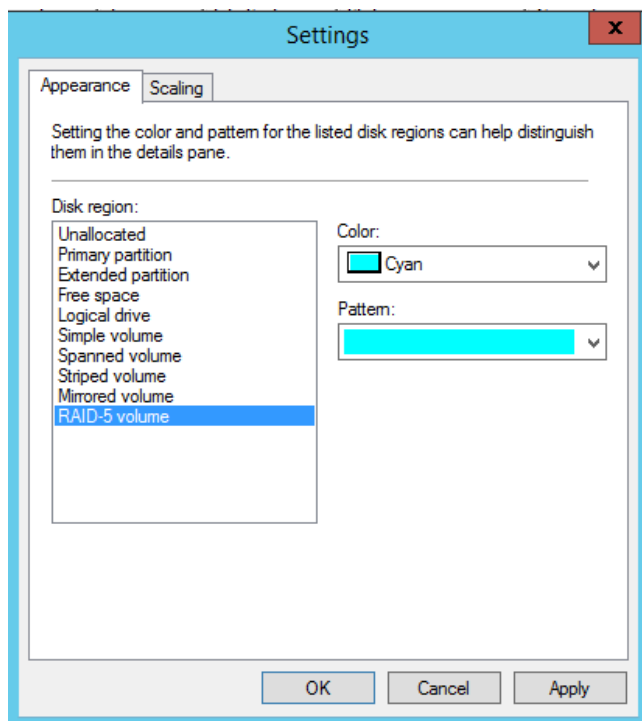 Settings
x
Appearance
Scaling
Setting the color and pattern for the listed disk regions can help distinguish
them in the details pane.
Disk region:
Unallocated
Primary partition
Extended partition
Free space
Logical drive
Simple volume
Spanned volume
Striped volume
Mirrored volume
RAID-5 volume
Color:
Cyan
Pattern:
OK
Cancel
Apply